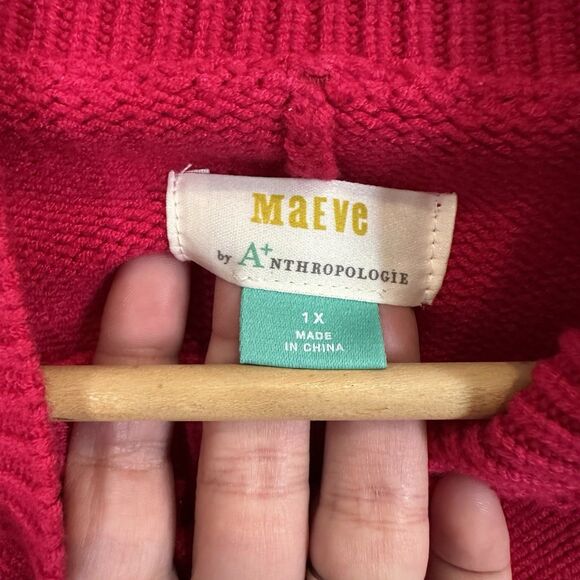 MaEVe
by A+NTHROPOLOGIE
1X
MADE
IN CHINA